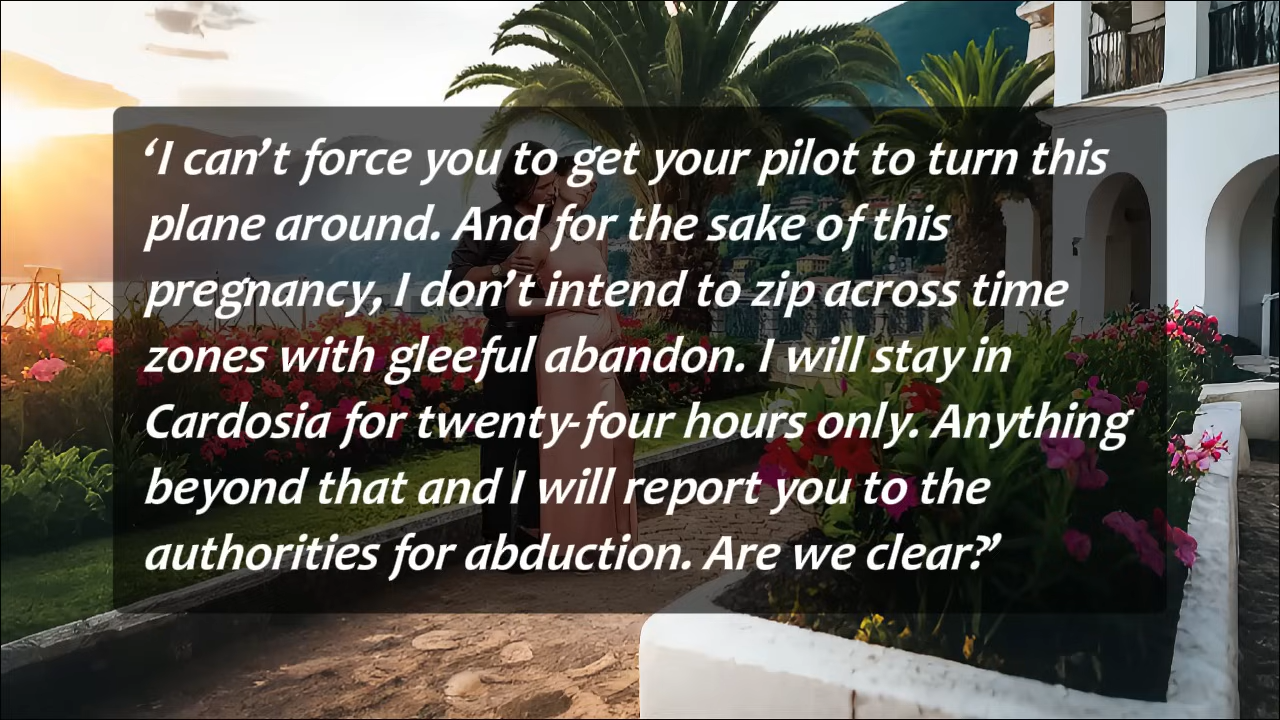 ‘I can’t force you to get your pilot to turn this
plane around. And for the sake of this
pregnancy, I don’t intend to zip across time
zones with gleeful abandon. I will stay in
Cardosia for twenty-four hours only. Anything
beyond that and I will report you to the
authorities for abduction. Are we clear?’